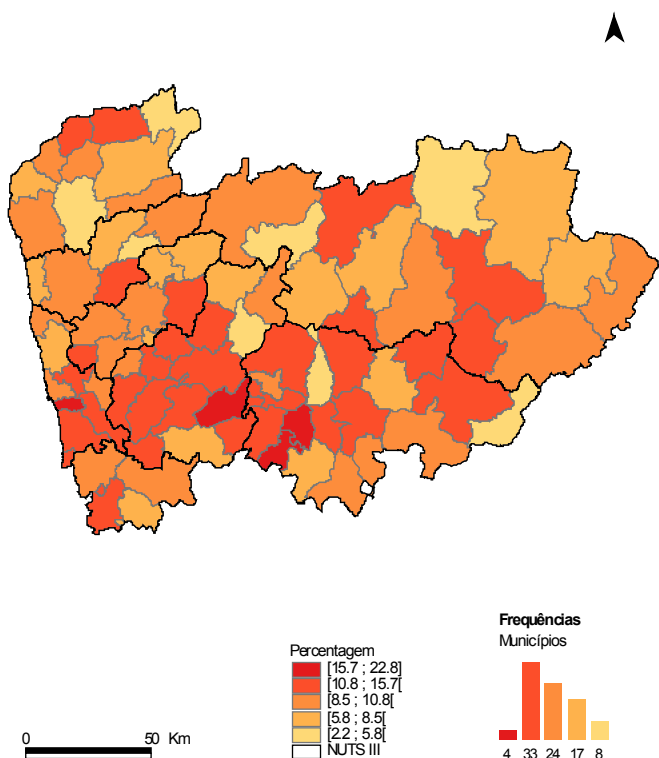 Frequências
Municípios
Percentagem
[15.7 ; 22.8]
[10.8 ; 15.7[
[8.5 ; 10.8[
[5.8 ; 8.5[
[2.2 ; 5.8[
NUTS III
0 50 Km
4 33 24 17 8